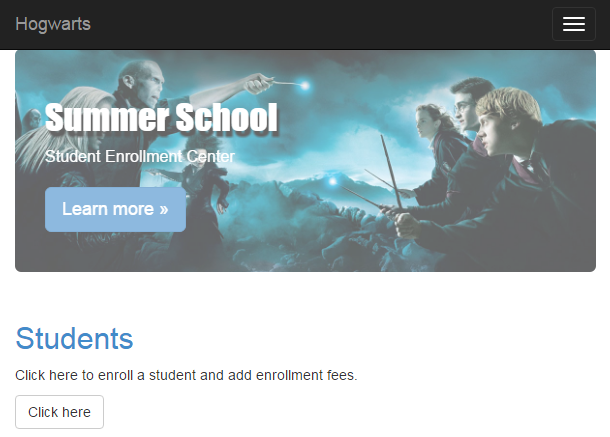 Hogwarts
Summer School
Student Enrollment Center
Learn more »
Students
Click here to enroll a student and add enrollment fees.
Click here